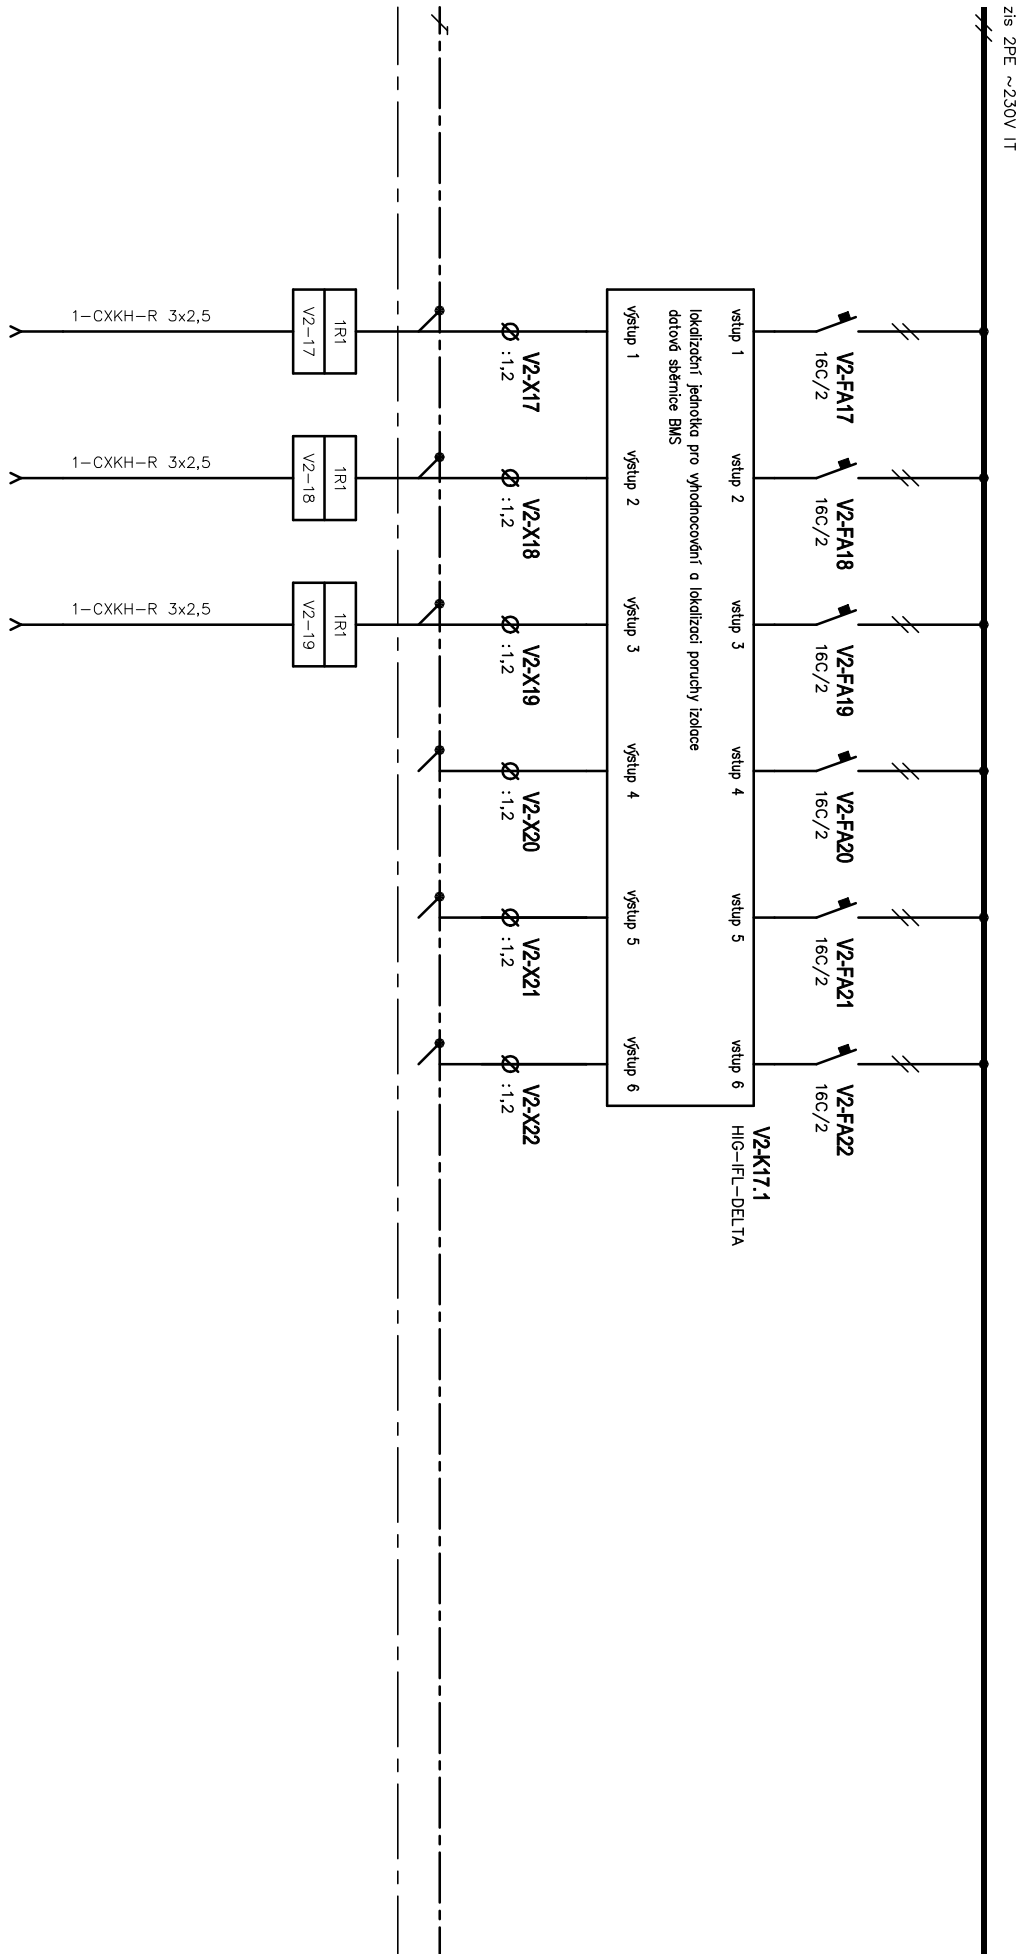 zis 2PE ~230V IT
V2-FA17
16C/2
V2-FA18
16C/2
V2-FA19
16C/2
V2-FA20
16C/2
V2-FA21
16C/2
V2-FA22
16C/2
V2-K17.1
HIG-IFL-DELTA
vstup 1
vstup 2
vstup 3
vstup 4
vstup 5
vstup 6
lokalizační jednotka pro vyhodnocování a lokalizaci poruchy izolace
datová sběrnice BMS
výstup 1
výstup 2
výstup 3
výstup 4
výstup 5
výstup 6
V2-X17
:1,2
V2-X18
:1,2
V2-X19
:1,2
V2-X20
:1,2
V2-X21
:1,2
V2-X22
:1,2
1R1
V2-17
1R1
V2-18
1R1
V2-19
1-CXKH-R 3x2,5
1-CXKH-R 3x2,5
1-CXKH-R 3x2,5